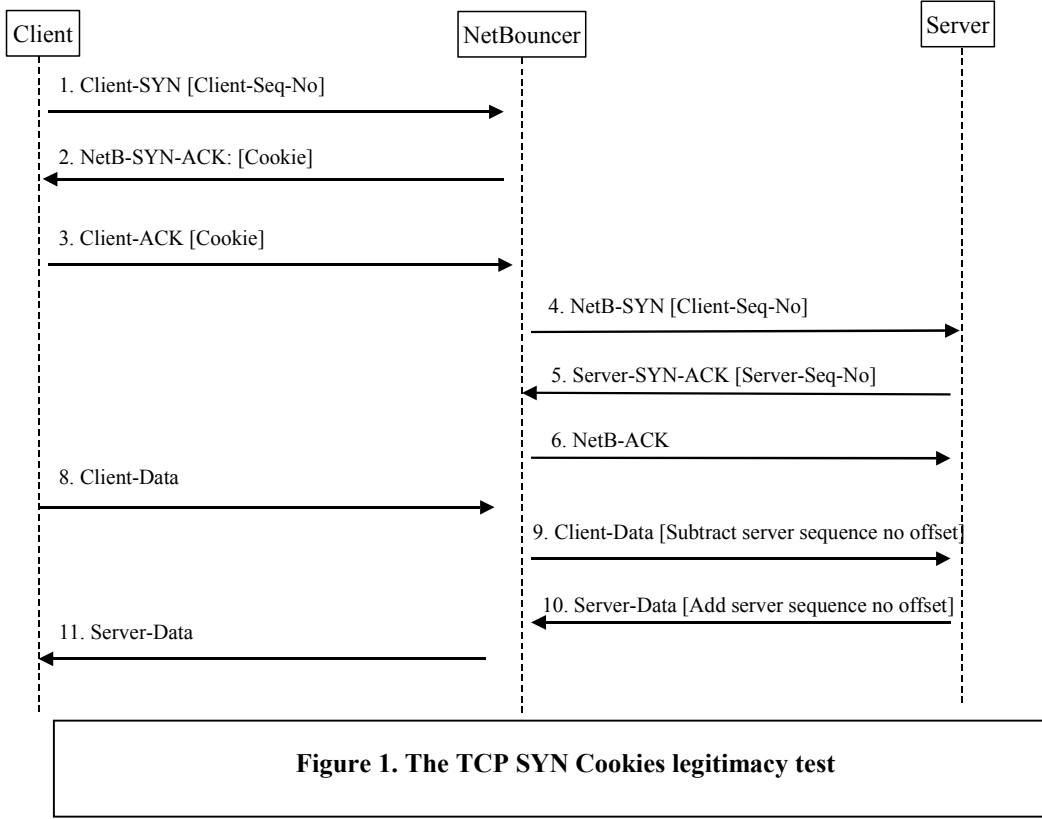 Client
NetBouncer
Server
1. Client-SYN [Client-Seq-No]
2. NetB-SYN-ACK: [Cookie]
3. Client-ACK [Cookie]
4. NetB-SYN [Client-Seq-No]
5. Server-SYN-ACK [Server-Seq-No]
6. NetB-ACK
8. Client-Data
9. Client-Data [Subtract server sequence no offset]
10. Server-Data [Add server sequence no offset]
11. Server-Data
Figure 1. The TCP SYN Cookies legitimacy test